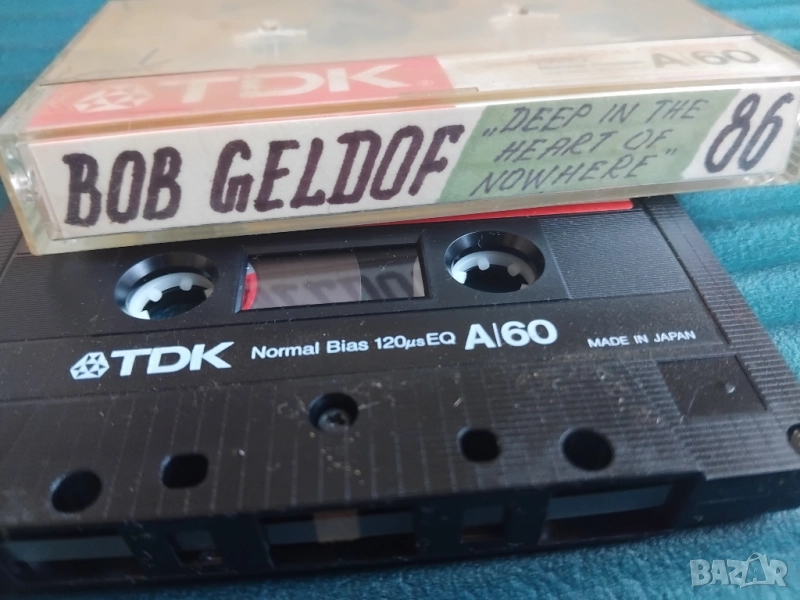 TDK A/60
BOB GELDOF „DEEP IN THE HEART OF NOWHERE” 86
TDK Normal Bias 120µs EQ A/60 MADE IN JAPAN
BAZAR